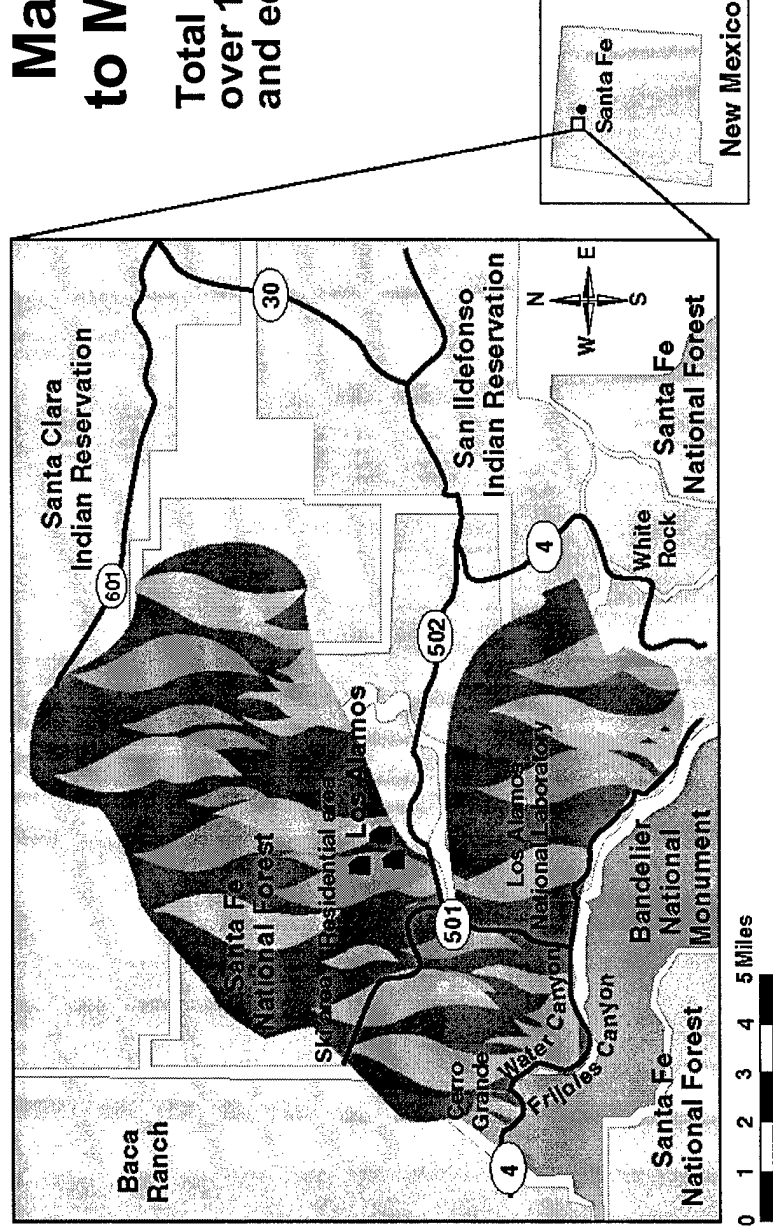 Ma
to M
Total
over 1
and ec
Santa Clara
Indian Reservation
601
30
Baca
Ranch
Santa Fe
National Forest
Ski area
Residential area
Los Alamos
502
501
San Ildefonso
Indian Reservation
N
W
E
S
4
Los Alamos
National Laboratory
White
Rock
Santa Fe
National Forest
Cerro
Grande
Water Canyon
Frijoles Canyon
4
Bandelier
National
Monument
Santa Fe
National Forest
0 1 2 3 4 5 Miles
Santa Fe
New Mexico